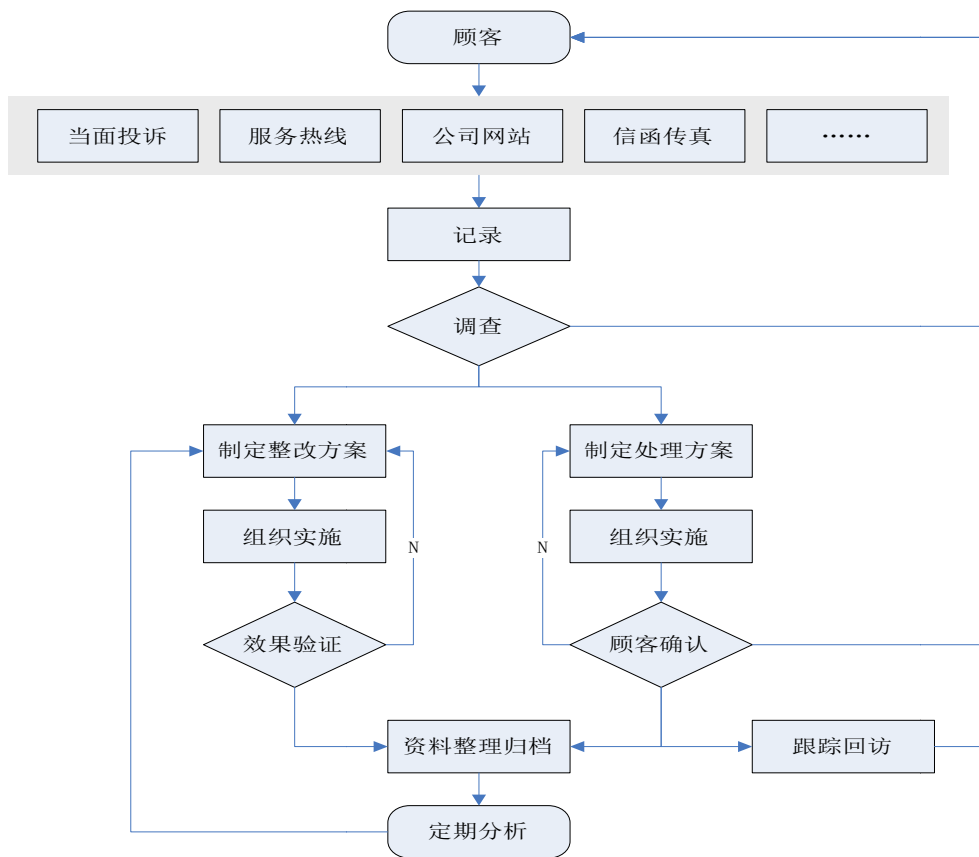 顾客
当面投诉
服务热线
公司网站
信函传真
……
记录
调查
制定整改方案
制定处理方案
组织实施
N
N
组织实施
效果验证
顾客确认
资料整理归档
跟踪回访
定期分析